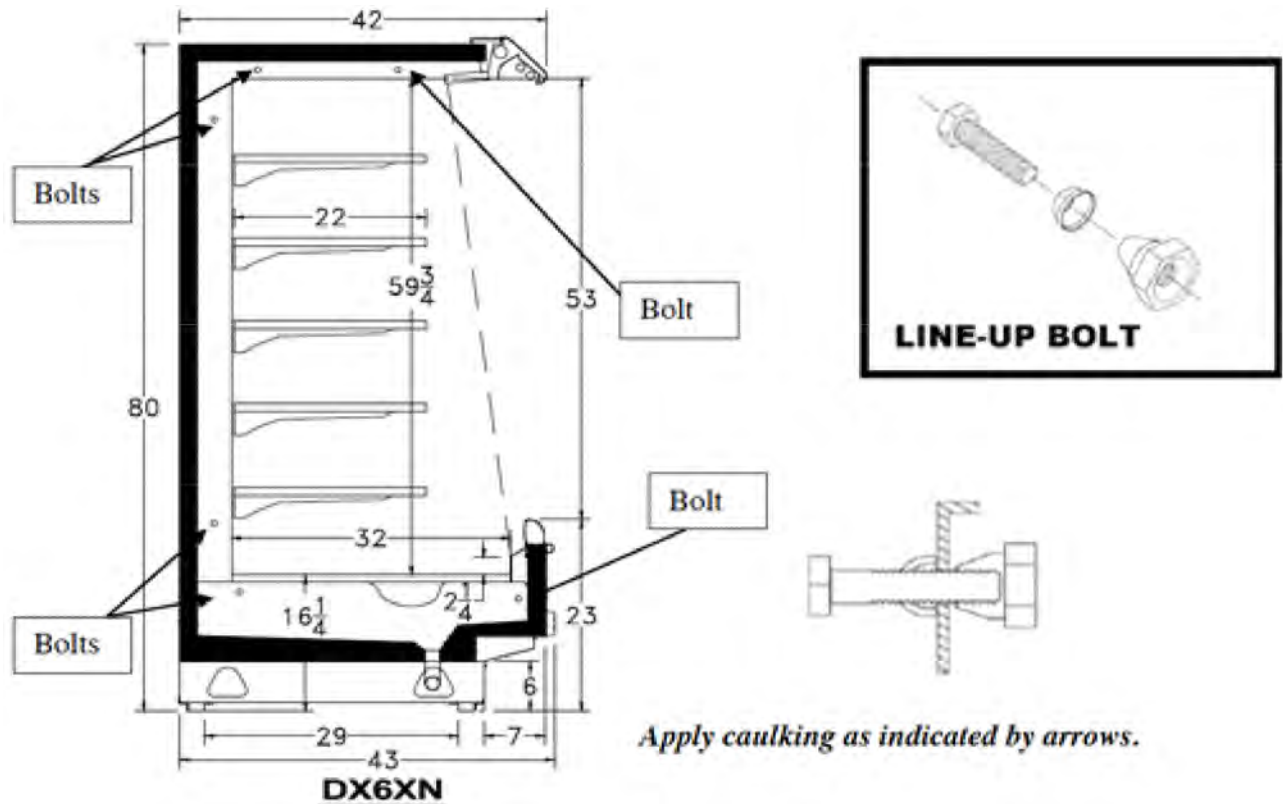 42
Bolts
22
59 3/4
53
Bolt
LINE-UP BOLT
80
Bolt
32
2 1/4
16 1/4
23
Bolts
6
29
7
43
Apply caulking as indicated by arrows.
DX6XN